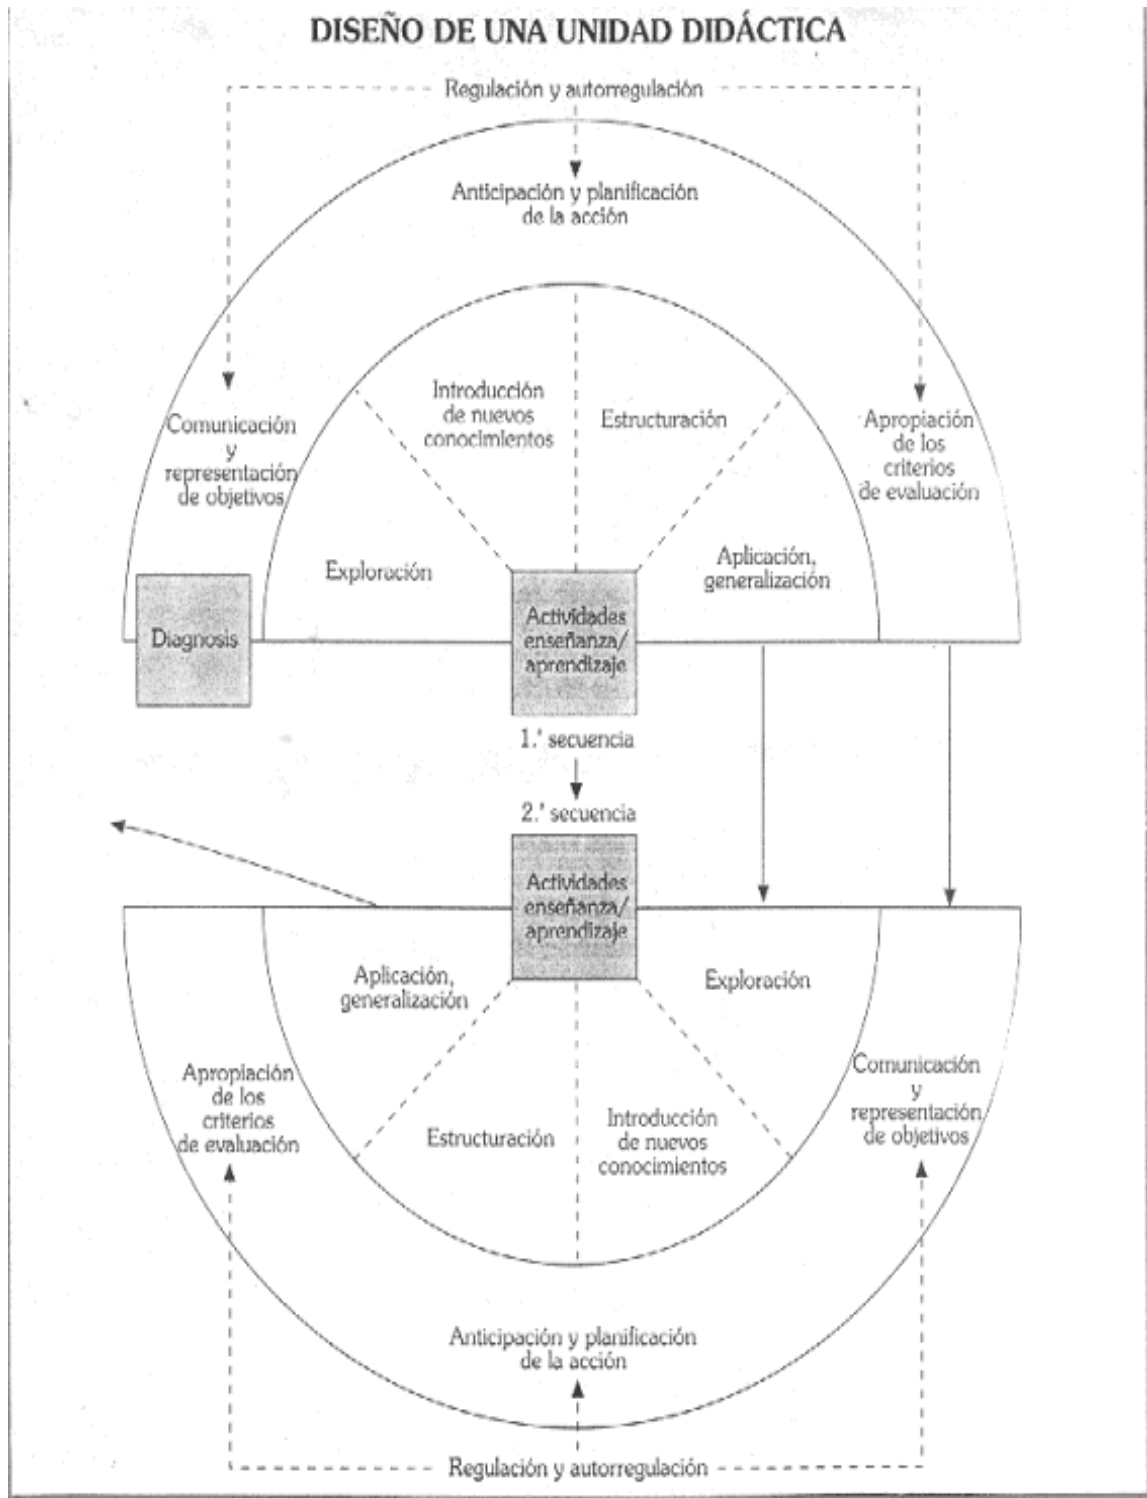 DISEÑO DE UNA UNIDAD DIDÁCTICA
Regulación y autorregulación
Anticipación y planificación
de la acción
Comunicación
y
representación
de objetivos
Introducción
de nuevos
conocimientos
Estructuración
Apropiación
de los
criterios
de evaluación
Exploración
Aplicación,
generalización
Diagnosis
Actividades
enseñanza/
aprendizaje
1.ª secuencia
2.ª secuencia
Actividades
enseñanza/
aprendizaje
Aplicación,
generalización
Exploración
Apropiación
de los
criterios
de evaluación
Estructuración
Introducción
de nuevos
conocimientos
Comunicación
y
representación
de objetivos
Anticipación y planificación
de la acción
Regulación y autorregulación